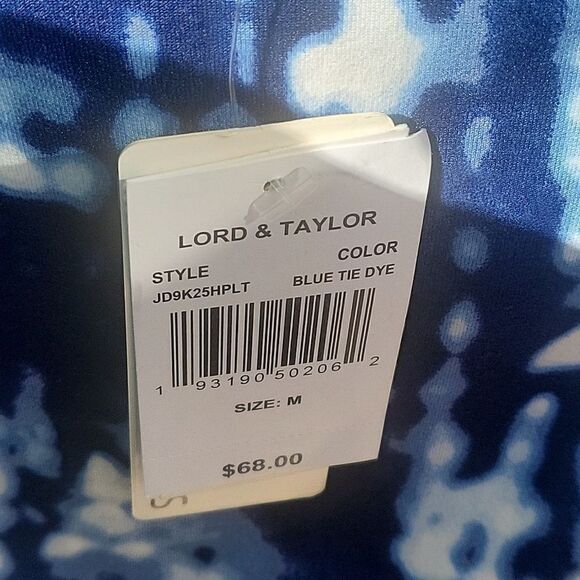 LORD & TAYLOR
STYLE COLOR
JD9K25HPLT BLUE TIE DYE
1 93190 50206 2
SIZE: M
$68.00